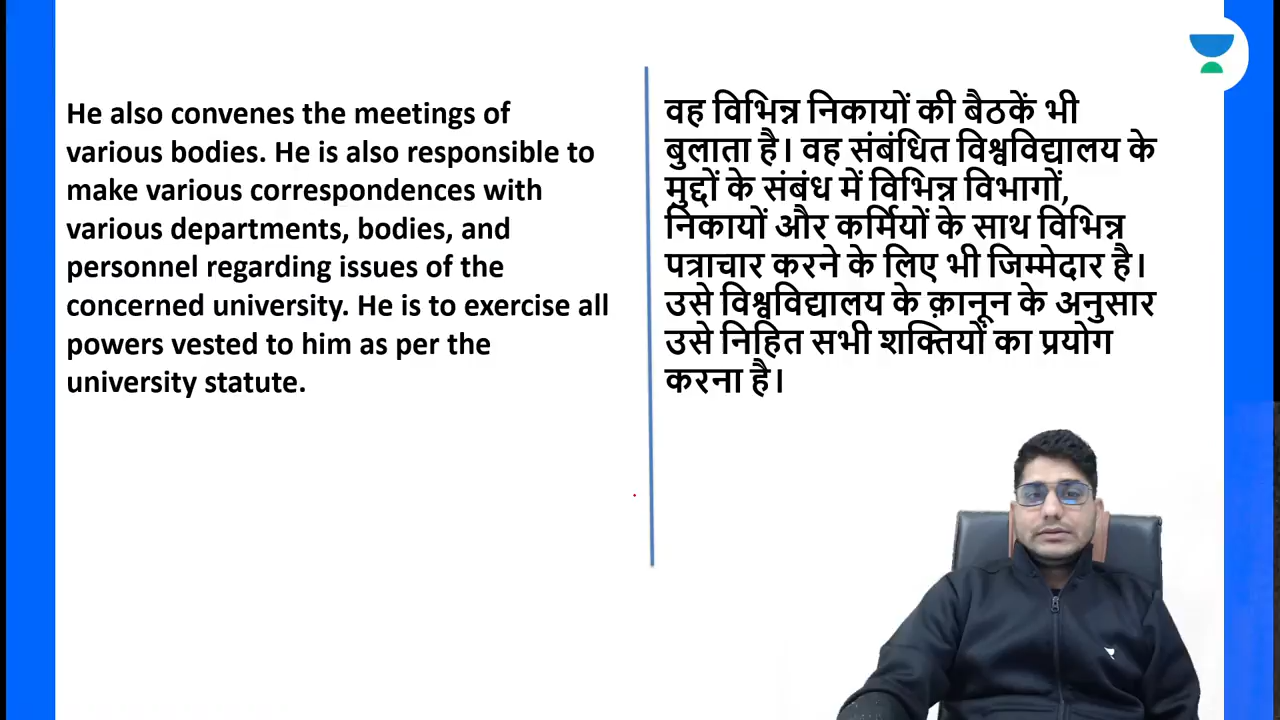 He also convenes the meetings of
various bodies. He is also responsible to
make various correspondences with
various departments, bodies, and
personnel regarding issues of the
concerned university. He is to exercise all
powers vested to him as per the
university statute.
वह विभिन्न निकायों की बैठकें भी
बुलाता है। वह संबंधित विश्वविद्यालय के
मुद्दों के संबंध में विभिन्न विभागों,
निकायों और कर्मियों के साथ विभिन्न
पत्राचार करने के लिए भी जिम्मेदार है।
उसे विश्वविद्यालय के क़ानून के अनुसार
उसे निहित सभी शक्तियों का प्रयोग
करना है।